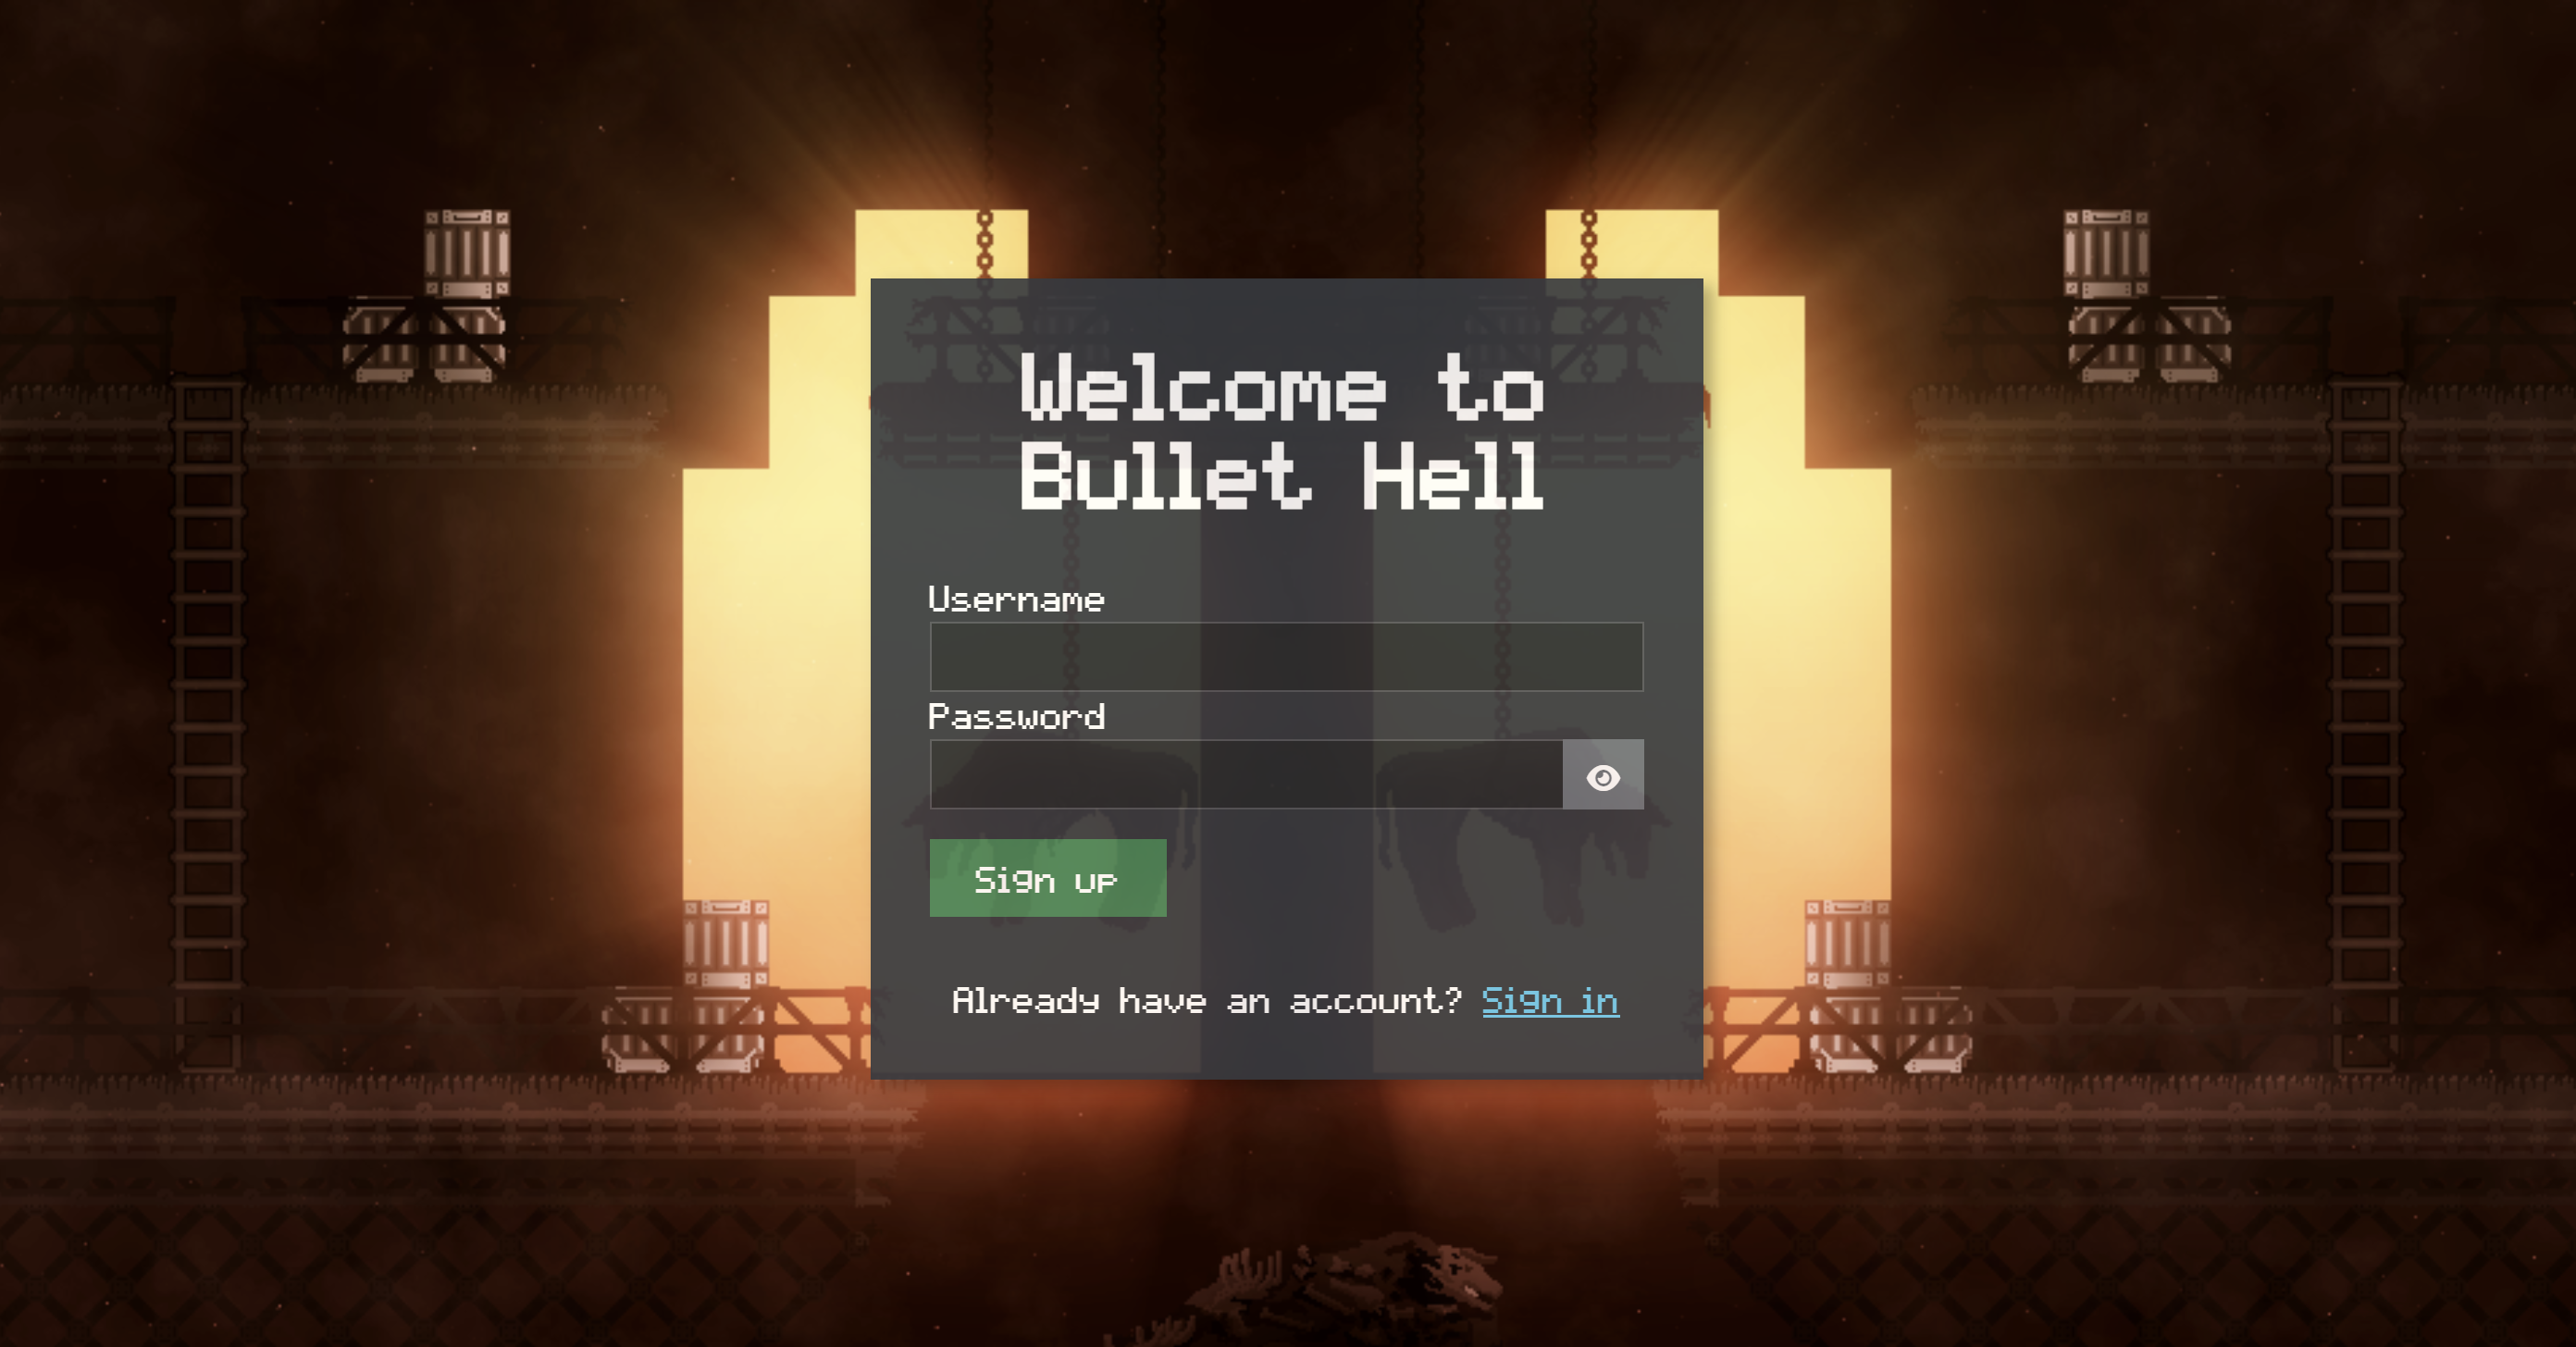 Welcome to
Bullet Hell
Username
Password
Sign up
Already have an account? Sign in